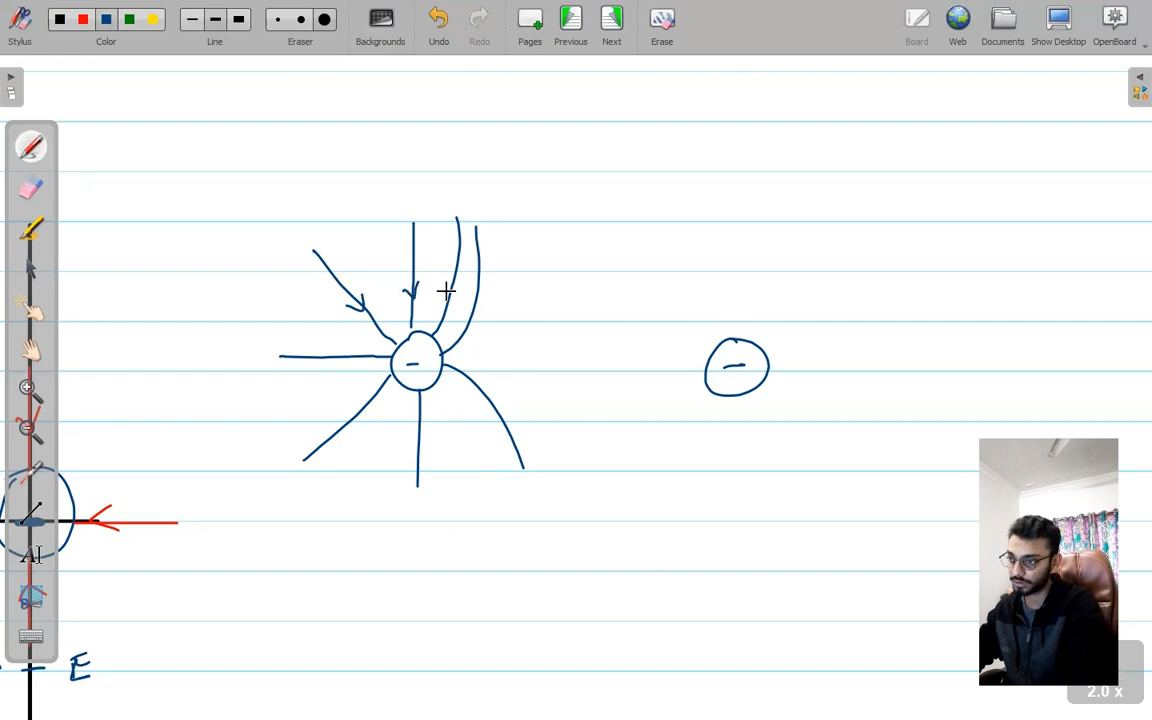 Stylus Color Line Eraser Backgrounds Undo Redo Pages Previous Next Erase Board Web Documents Show Desktop OpenBoard
- -
A
E
2.0 x